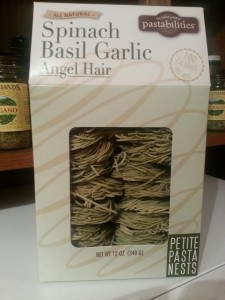 ALL NATURAL
Spinach
Basil Garlic
Angel Hair
pastabilities
NET WT 12 OZ. (340 G)
PETITE
PASTA
NESTS